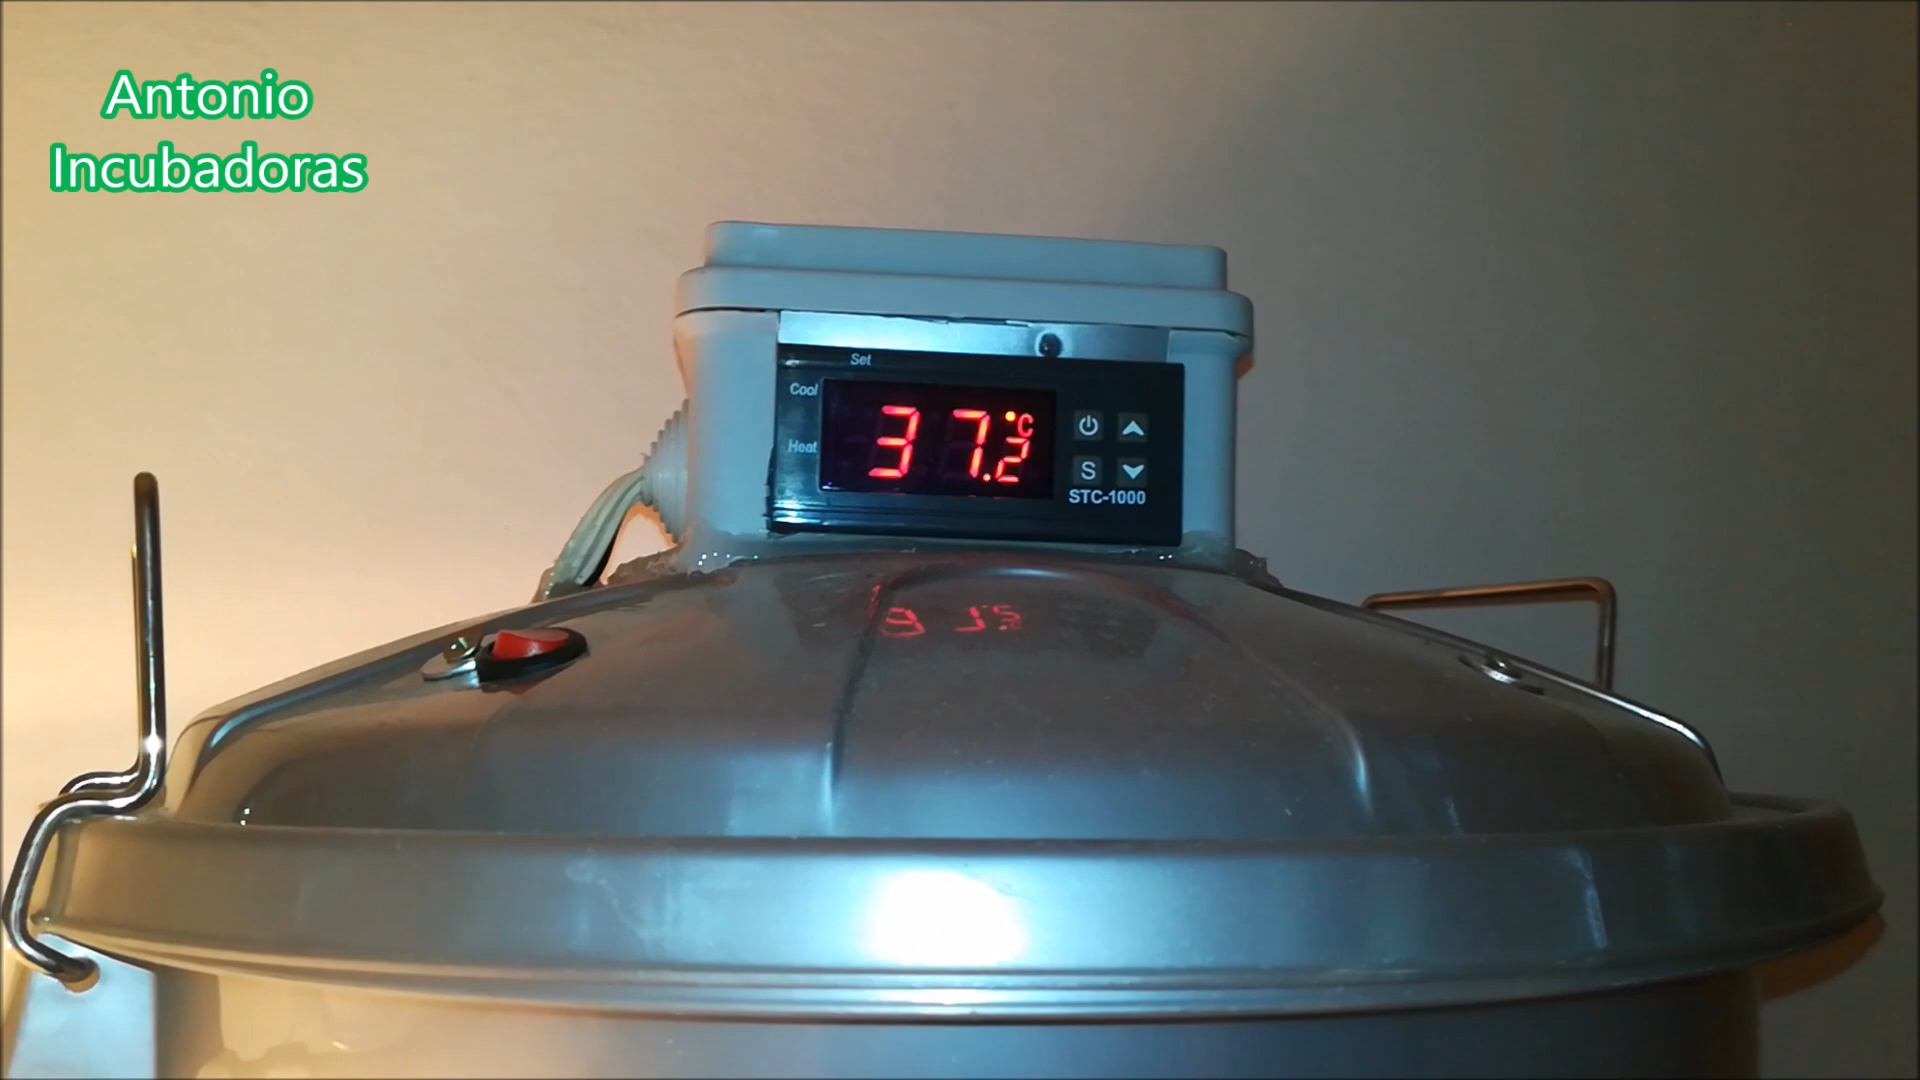 Antonio
Incubadoras
Set
Cool
37.2
°C
Heat
S
STC-1000